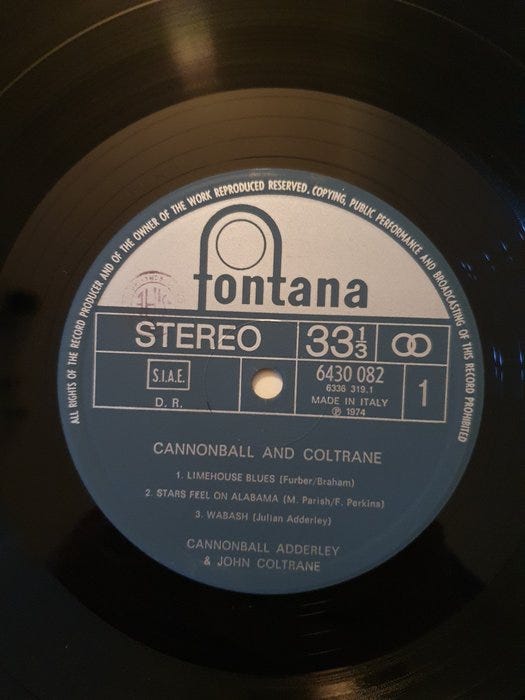 ALL RIGHTS OF THE RECORD PRODUCER AND OF THE OWNER OF THE WORK REPRODUCED RESERVED. COPYING, PUBLIC PERFORMANCE AND BROADCASTING OF THIS RECORD PROHIBITED
fontana
STEREO 33 1/3
S.I.A.E.
D. R.
6430 082
6336 319.1
MADE IN ITALY
℗ 1974
1
CANNONBALL AND COLTRANE
1. LIMEHOUSE BLUES (Furber/Braham)
2. STARS FEEL ON ALABAMA (M. Parish/F. Perkins)
3. WABASH (Julian Adderley)
CANNONBALL ADDERLEY
& JOHN COLTRANE